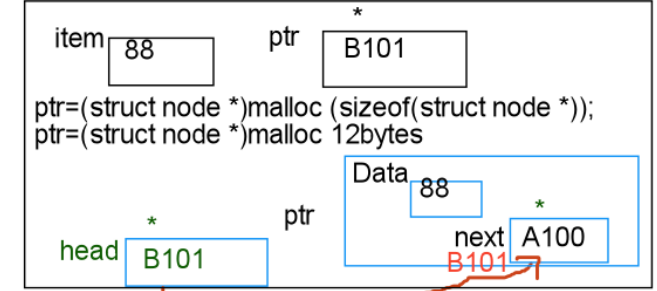 *
item 88 ptr B101
ptr=(struct node *)malloc (sizeof(struct node *));
ptr=(struct node *)malloc 12bytes
Data 88
* ptr *
head B101 next A100
B101